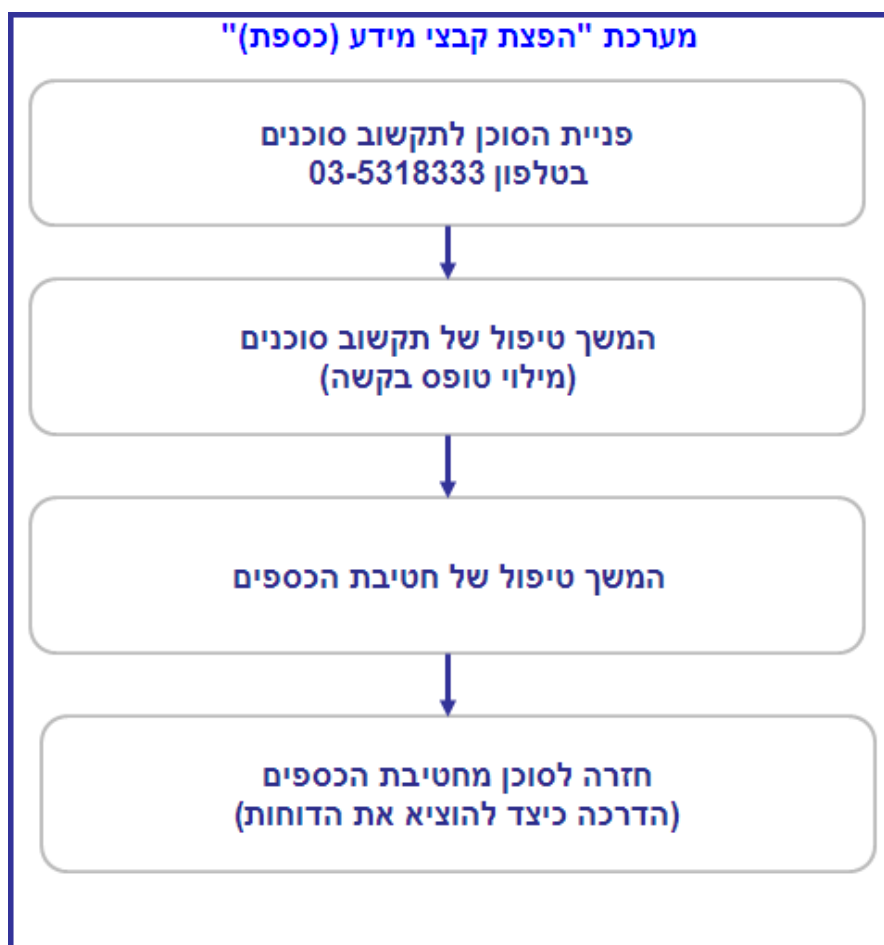 מערכת "הפצת קבצי מידע (כספת)"
פניית הסוכן לתקשוב סוכנים
בטלפון 03-5318333
המשך טיפול של תקשוב סוכנים
(מילוי טופס בקשה)
המשך טיפול של חטיבת הכספים
חזרה לסוכן מחטיבת הכספים
(הדרכה כיצד להוציא את הדוחות)